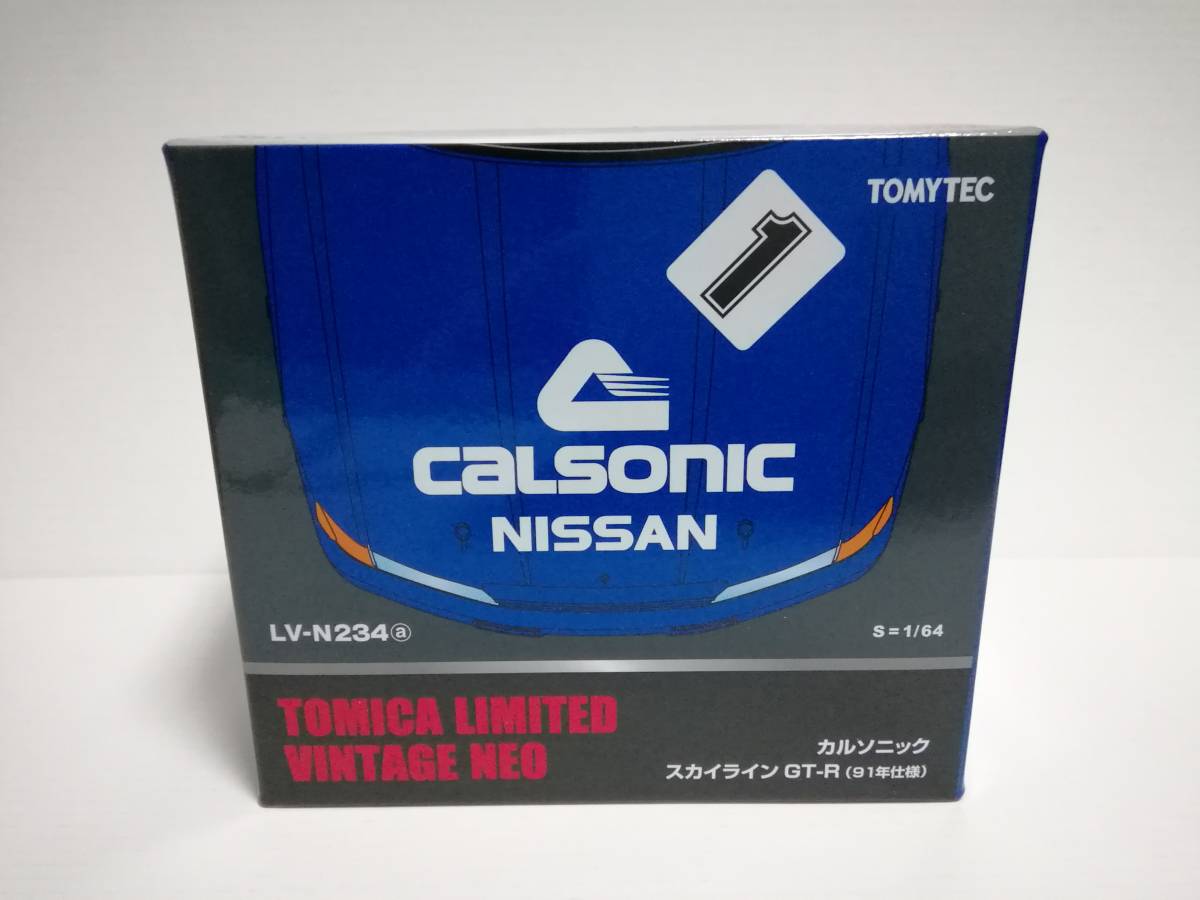 TOMYTEC
1
CALSONIC
NISSAN
LV-N234ⓐ
S=1/64
TOMICA LIMITED
VINTAGE NEO
カルソニック
スカイライン GT-R (91年仕様)